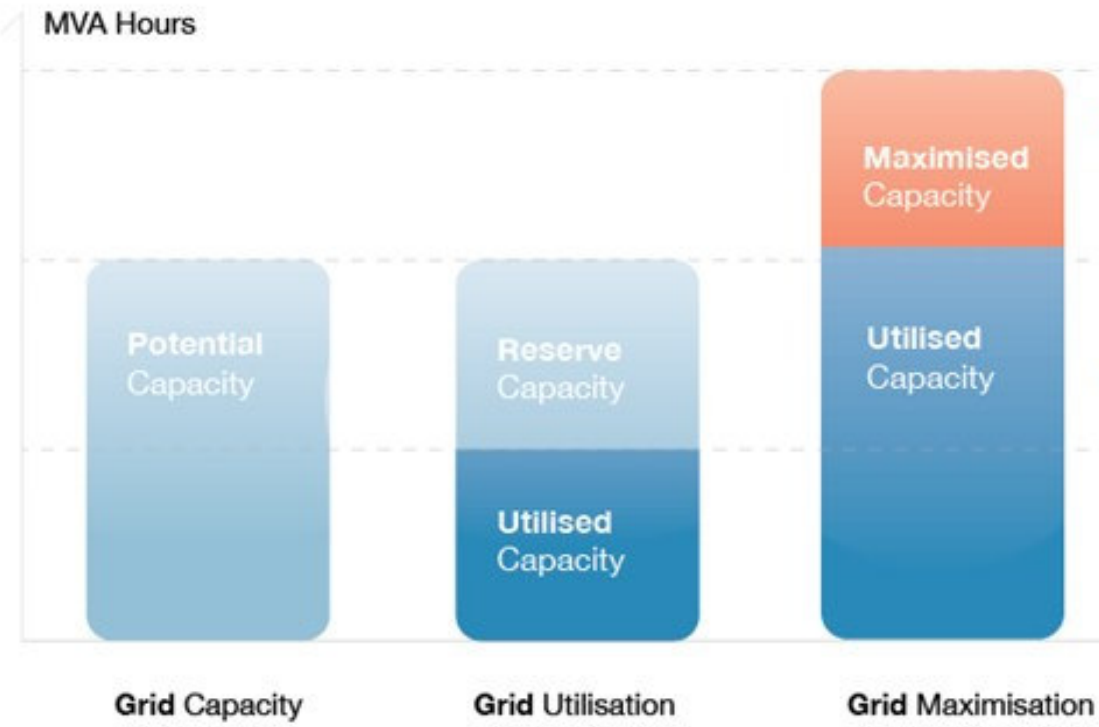 MVA Hours
Maximised
Capacity
Potential
Capacity
Reserve
Capacity
Utilised
Capacity
Utilised
Capacity
Grid Capacity
Grid Utilisation
Grid Maximisation